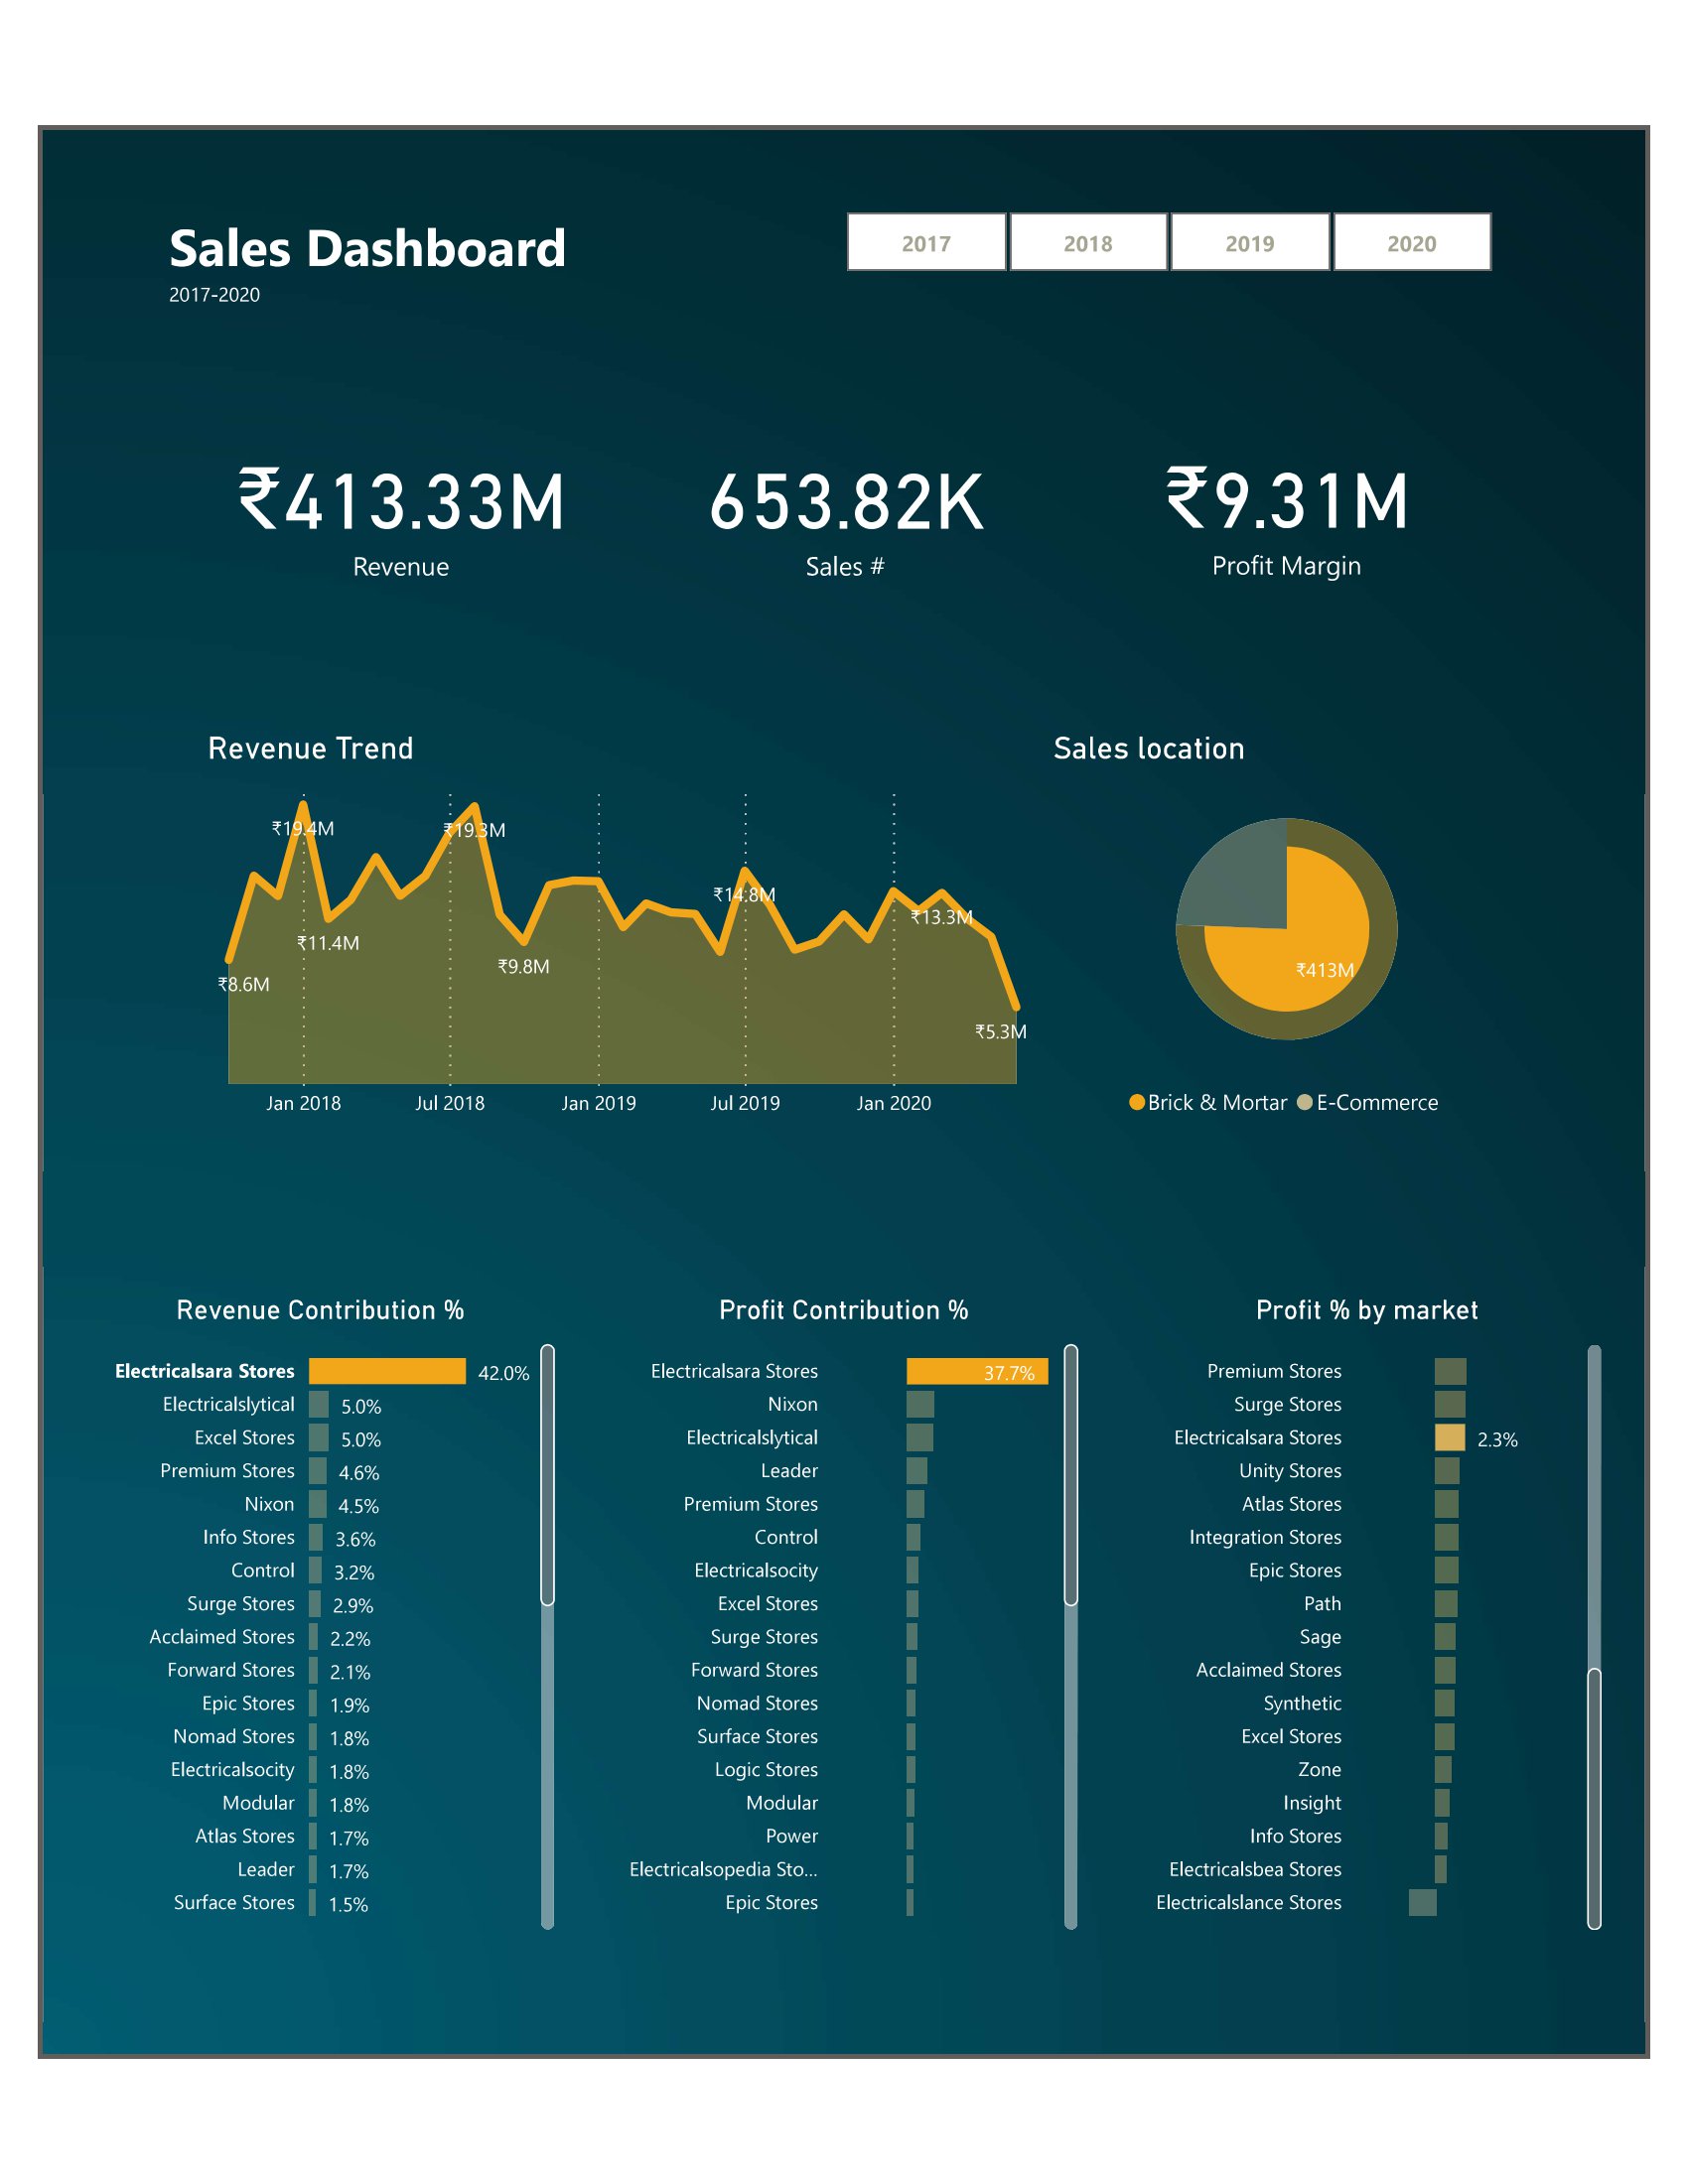 Sales Dashboard
2017-2020
2017 2018 2019 2020
₹413.33M
Revenue
653.82K
Sales #
₹9.31M
Profit Margin
Revenue Trend
₹19.4M
₹19.3M
₹14.8M
₹13.3M
₹11.4M
₹9.8M
₹8.6M
₹5.3M
Jan 2018 Jul 2018 Jan 2019 Jul 2019 Jan 2020
Sales location
₹413M
Brick & Mortar E-Commerce
Revenue Contribution %
Electricalsara Stores 42.0%
Electricalslytical 5.0%
Excel Stores 5.0%
Premium Stores 4.6%
Nixon 4.5%
Info Stores 3.6%
Control 3.2%
Surge Stores 2.9%
Acclaimed Stores 2.2%
Forward Stores 2.1%
Epic Stores 1.9%
Nomad Stores 1.8%
Electricalsocity 1.8%
Modular 1.8%
Atlas Stores 1.7%
Leader 1.7%
Surface Stores 1.5%
Profit Contribution %
Electricalsara Stores 37.7%
Nixon
Electricalslytical
Leader
Premium Stores
Control
Electricalsocity
Excel Stores
Surge Stores
Forward Stores
Nomad Stores
Surface Stores
Logic Stores
Modular
Power
Electricalsopedia Sto...
Epic Stores
Profit % by market
Premium Stores
Surge Stores
Electricalsara Stores 2.3%
Unity Stores
Atlas Stores
Integration Stores
Epic Stores
Path
Sage
Acclaimed Stores
Synthetic
Excel Stores
Zone
Insight
Info Stores
Electricalsbea Stores
Electricalslance Stores